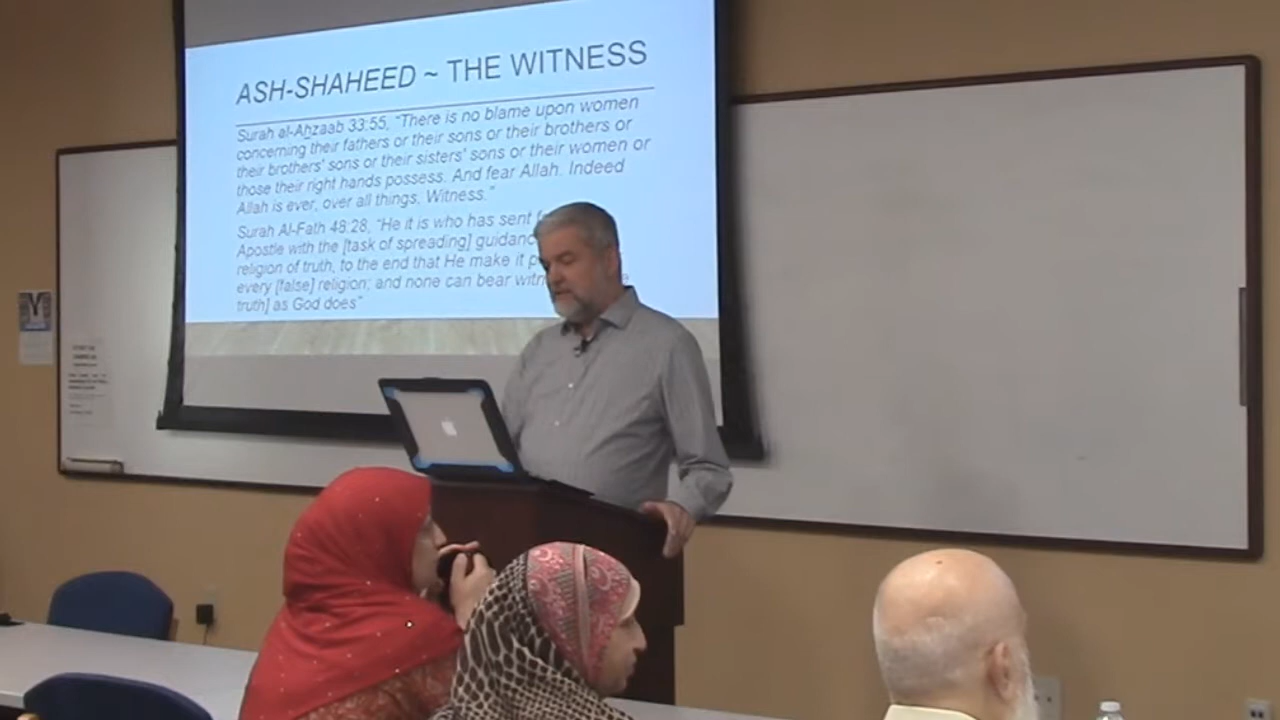 ASH-SHAHEED ~ THE WITNESS
Surah al-Ahzaab 33:55, "There is no blame upon women
concerning their fathers or their sons or their brothers or
their brothers' sons or their sisters' sons or their women or
those their right hands possess. And fear Allah. Indeed
Allah is ever, over all things, Witness."
Surah Al-Fath 48:28, "He it is who has sent
Apostle with the [task of spreading] guidanc
religion of truth, to the end that He make it p
every [false] religion; and none can bear witn
truth] as God does"